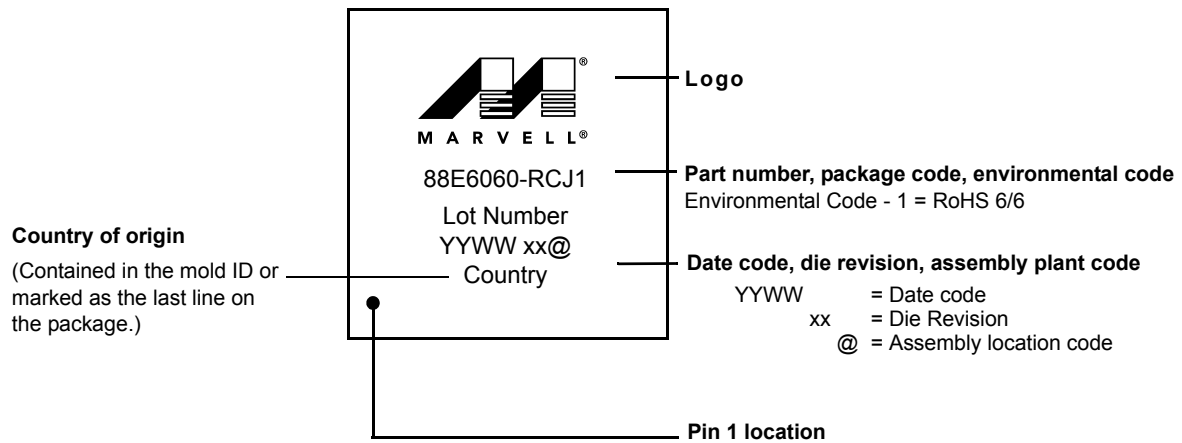 ®
MARVELL®
Logo
88E6060-RCJ1
Part number, package code, environmental code
Environmental Code - 1 = RoHS 6/6
Lot Number
YYWW xx@
Country
Country of origin
(Contained in the mold ID or
marked as the last line on
the package.)
Date code, die revision, assembly plant code
YYWW = Date code
xx = Die Revision
@ = Assembly location code
Pin 1 location